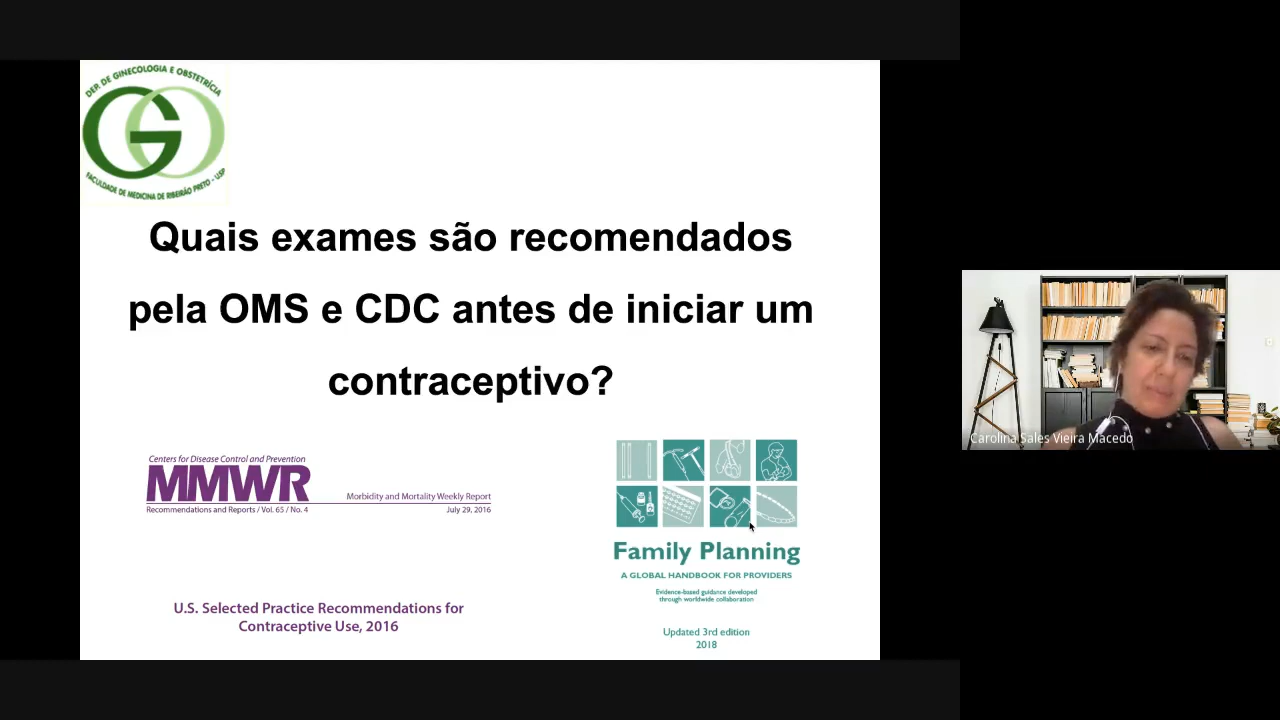 DER DE GINECOLOGIA E OBSTETRÍCIA
GO
FACULDADE DE MEDICINA DE RIBEIRÃO PRETO - USP
Quais exames são recomendados
pela OMS e CDC antes de iniciar um
contraceptivo?
Centers for Disease Control and Prevention
MMWR
Morbidity and Mortality Weekly Report
Recommendations and Reports / Vol. 65 / No. 4
July 29, 2016
U.S. Selected Practice Recommendations for
Contraceptive Use, 2016
Family Planning
A GLOBAL HANDBOOK FOR PROVIDERS
Evidence-based guidance developed
through worldwide collaboration
Updated 3rd edition
2018
Carolina Sales Vieira Macedo